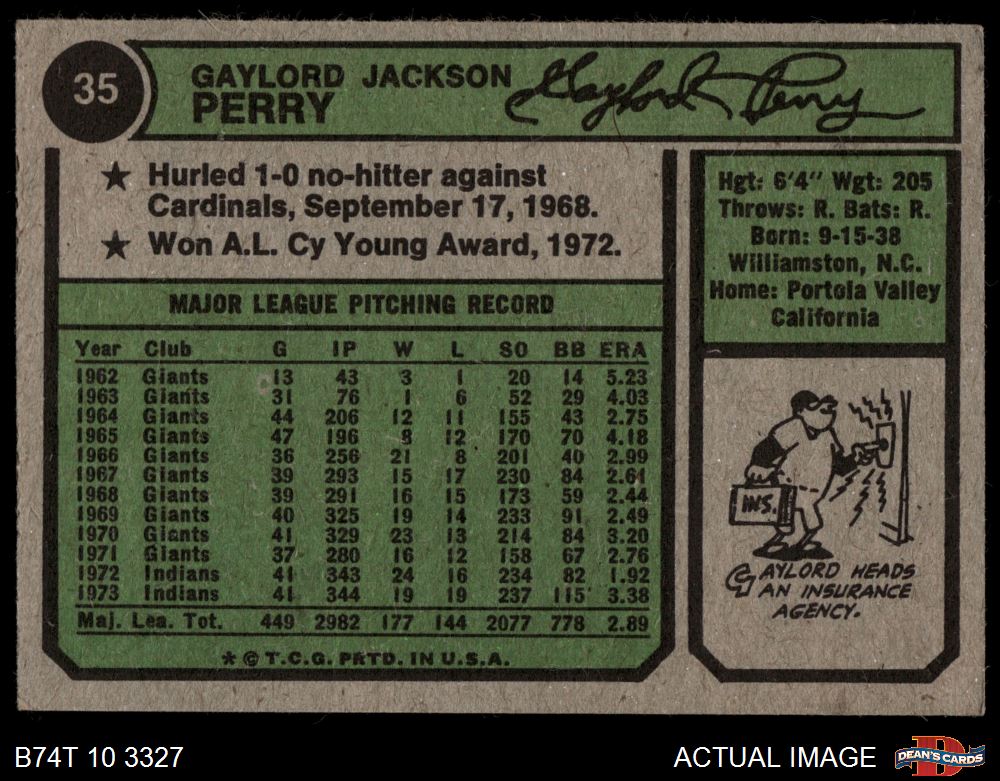 35
GAYLORD JACKSON
PERRY
Gaylord Perry
★ Hurled 1-0 no-hitter against
Cardinals, September 17, 1968.
★ Won A.L. Cy Young Award, 1972.
Hgt: 6'4" Wgt: 205
Throws: R. Bats: R.
Born: 9-15-38
Williamston, N.C.
Home: Portola Valley
California
MAJOR LEAGUE PITCHING RECORD
Year Club G IP W L SO BB ERA
1962 Giants 13 43 3 1 20 14 5.23
1963 Giants 31 76 1 6 52 29 4.03
1964 Giants 44 206 12 11 155 43 2.75
1965 Giants 47 196 8 12 170 70 4.18
1966 Giants 36 256 21 8 201 40 2.99
1967 Giants 39 293 15 17 230 84 2.61
1968 Giants 39 291 16 15 173 59 2.44
1969 Giants 40 325 19 14 233 91 2.49
1970 Giants 41 329 23 13 214 84 3.20
1971 Giants 37 280 16 12 158 67 2.76
1972 Indians 41 343 24 16 234 82 1.92
1973 Indians 41 344 19 19 237 115 3.38
Maj. Lea. Tot. 449 2982 177 144 2077 778 2.89
* © T.C.G. PRTD. IN U.S.A.
INS.
GAYLORD HEADS
AN INSURANCE
AGENCY.
B74T 10 3327
ACTUAL IMAGE
D
DEAN'S CARDS